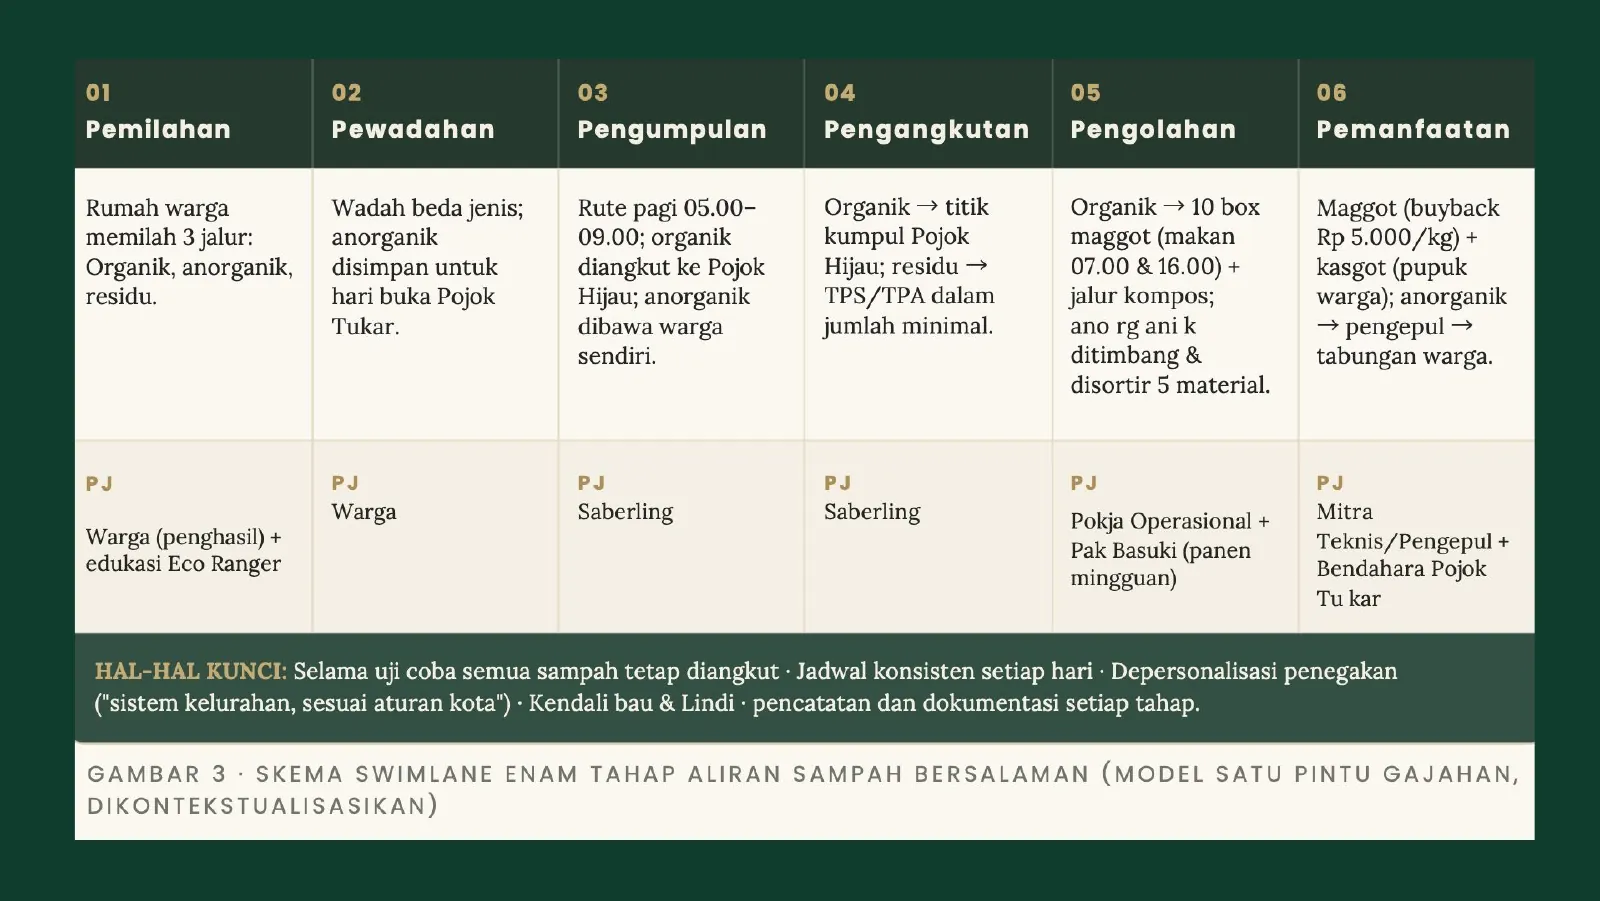 01
Pemilahan
02
Pewadahan
03
Pengumpulan
04
Pengangkutan
05
Pengolahan
06
Pemanfaatan
Rumah warga
memilah 3 jalur:
Organik, anorganik,
residu.
Wadah beda jenis;
anorganik
disimpan untuk
hari buka Pojok
Tukar.
Rute pagi 05.00–
09.00; organik
diangkut ke Pojok
Hijau; anorganik
dibawa warga
sendiri.
Organik → titik
kumpul Pojok
Hijau; residu →
TPS/TPA dalam
jumlah minimal.
Organik → 10 box
maggot (makan
07.00 & 16.00) +
jalur kompos;
ano rg ani k
ditimbang &
disortir 5 material.
Maggot (buyback
Rp 5.000/kg) +
kasgot (pupuk
warga); anorganik
→ pengepul →
tabungan warga.
PJ
Warga (penghasil) +
edukasi Eco Ranger
PJ
Warga
PJ
Saberling
PJ
Saberling
PJ
Pokja Operasional +
Pak Basuki (panen
mingguan)
PJ
Mitra
Teknis/Pengepul +
Bendahara Pojok
Tu kar
HAL-HAL KUNCI: Selama uji coba semua sampah tetap diangkut · Jadwal konsisten setiap hari · Depersonalisasi penegakan
("sistem kelurahan, sesuai aturan kota") · Kendali bau & Lindi · pencatatan dan dokumentasi setiap tahap.
GAMBAR 3 · SKEMA SWIMLANE ENAM TAHAP ALIRAN SAMPAH BERSALAMAN (MODEL SATU PINTU GAJAHAN,
DIKONTEKSTUALISASIKAN)